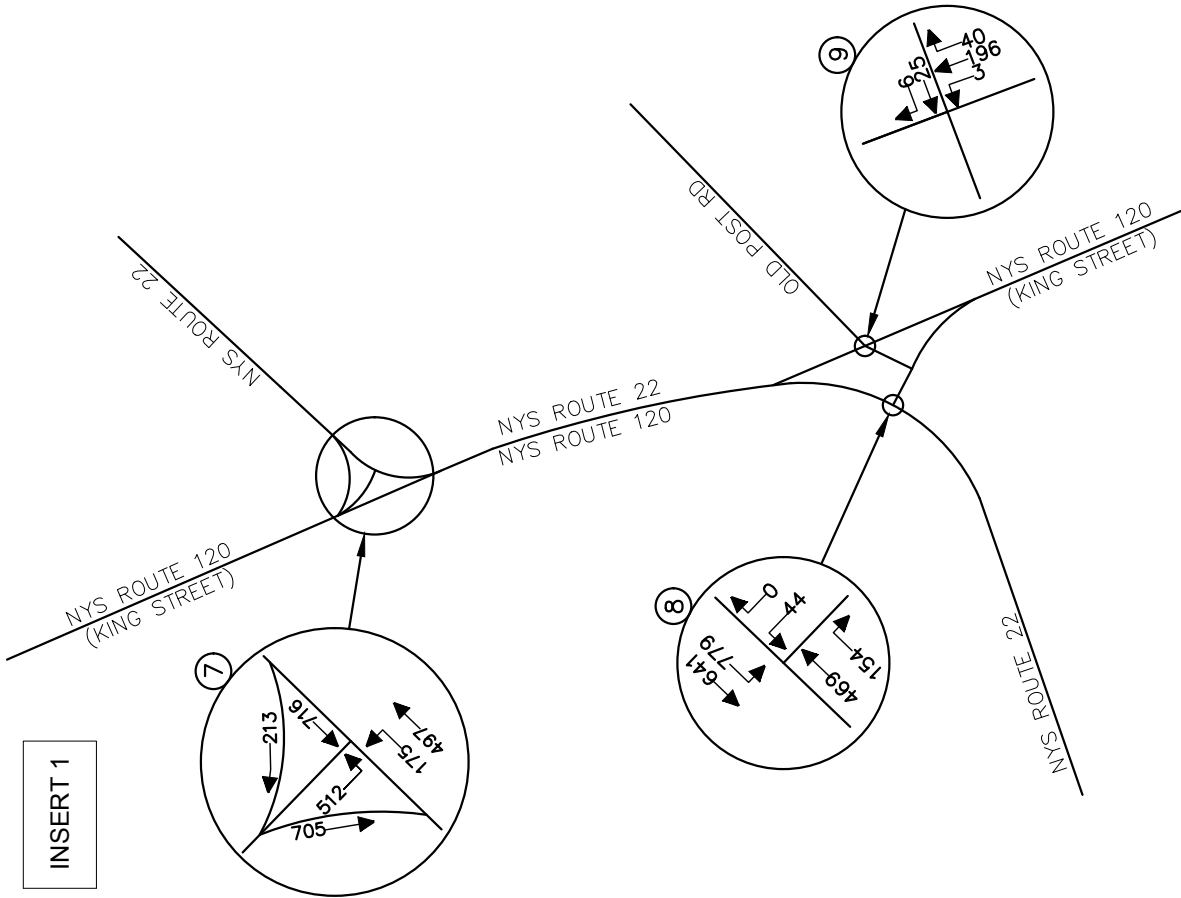 INSERT 1
NYS ROUTE 120
(KING STREET)
NYS ROUTE 22
7
213
716
512
705
175
497
NYS ROUTE 22
NYS ROUTE 120
OLD POST RD
9
6
25
40
196
3
NYS ROUTE 120
(KING STREET)
8
641
779
0
44
469
154
NYS ROUTE 22